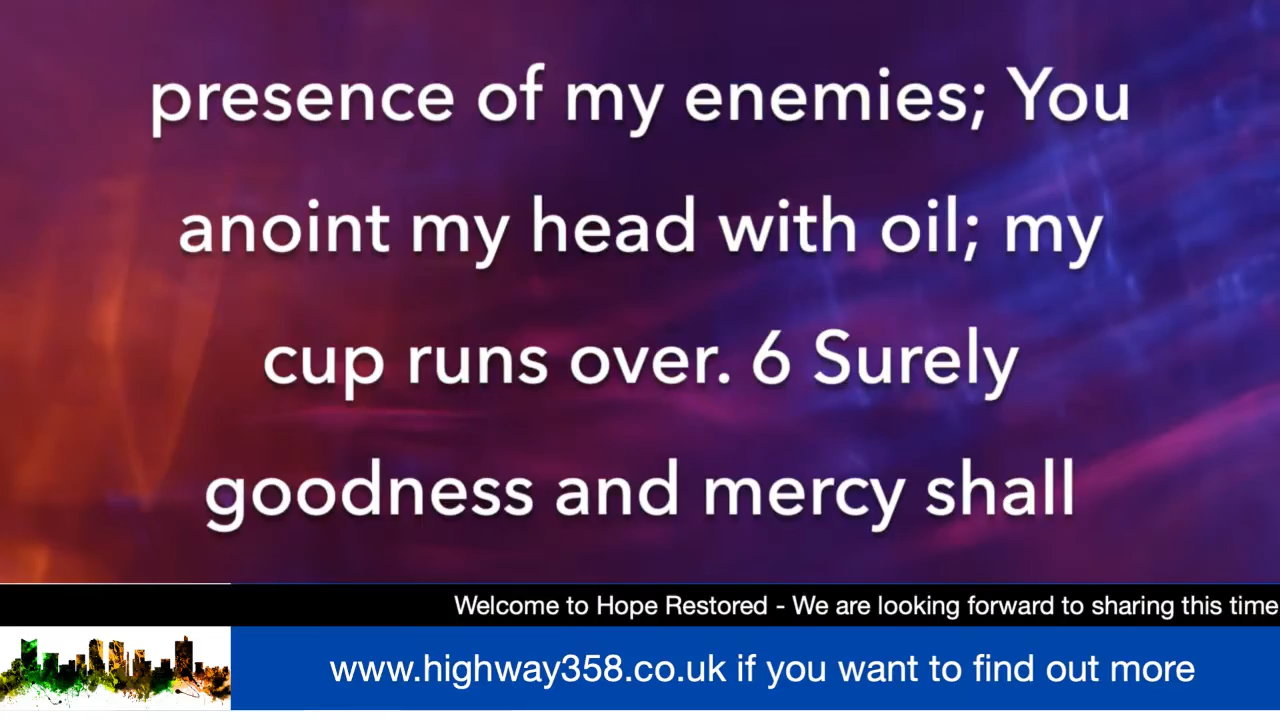 presence of my enemies; You
anoint my head with oil; my
cup runs over. 6 Surely
goodness and mercy shall
Welcome to Hope Restored - We are looking forward to sharing this time
www.highway358.co.uk if you want to find out more